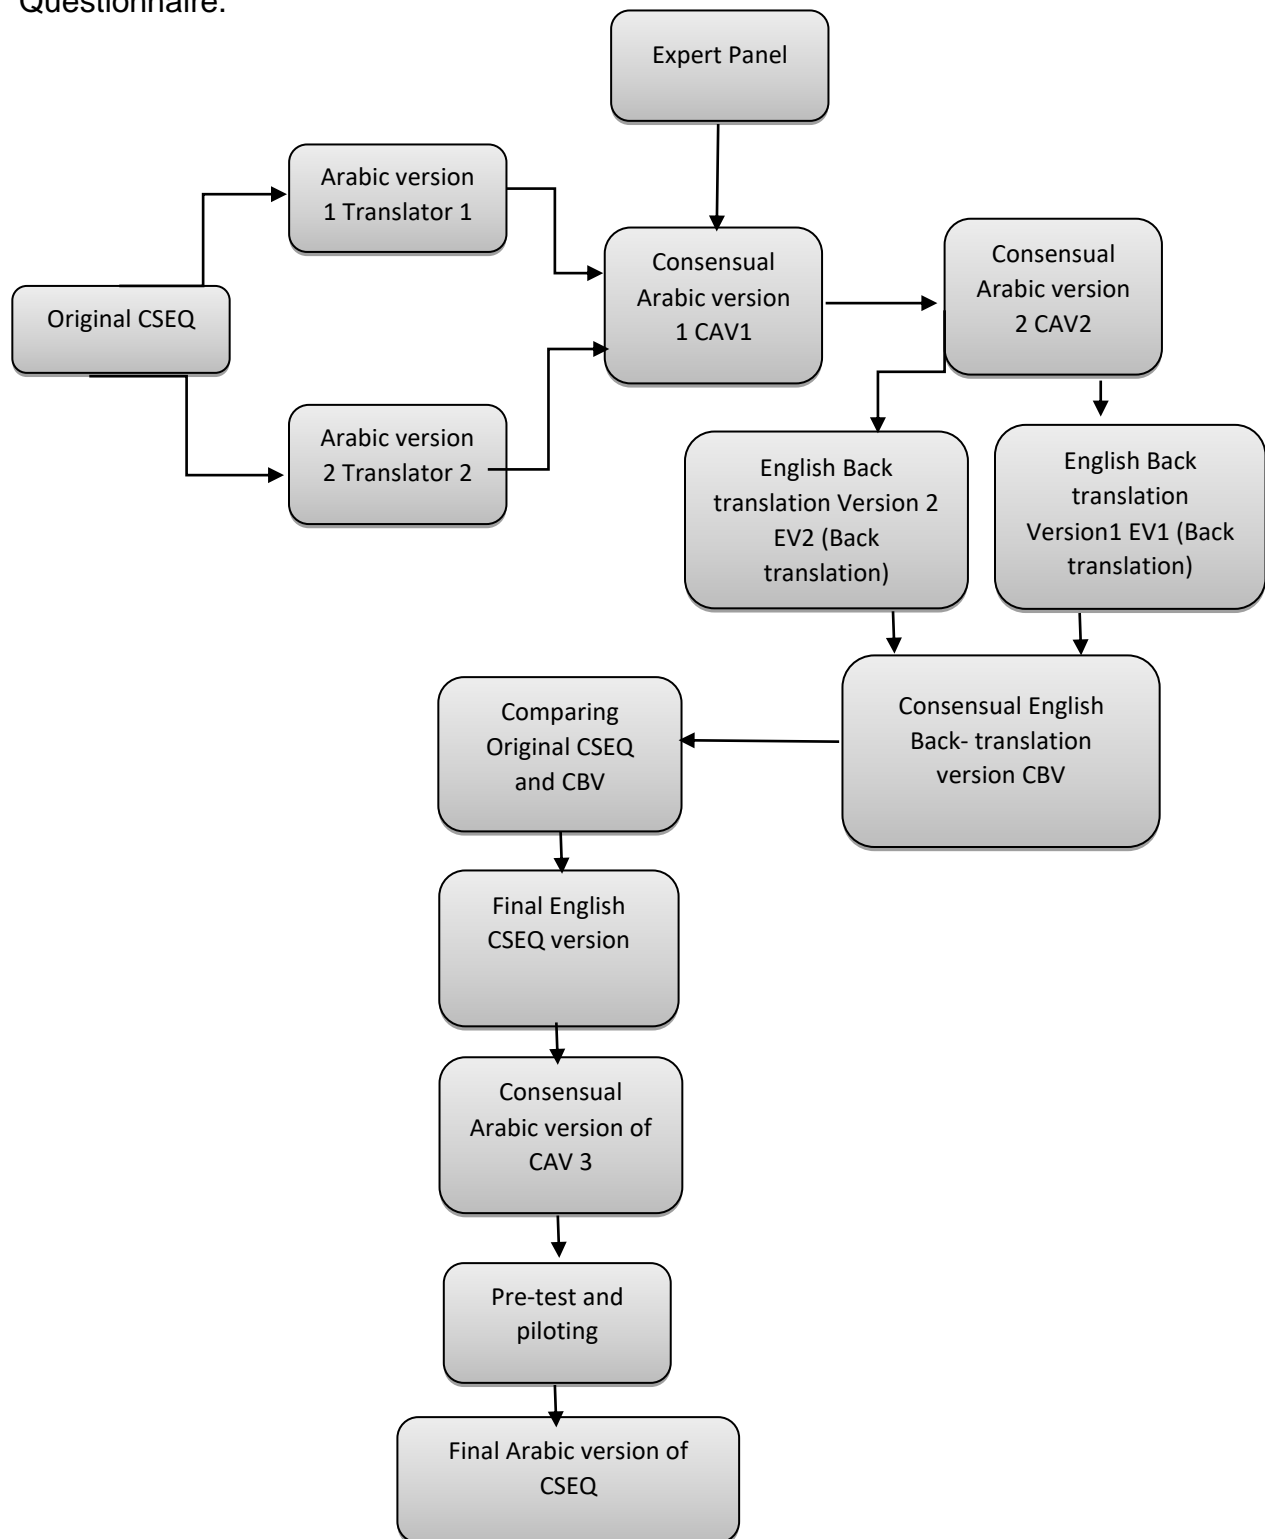 Questionnaire.
Expert Panel
Arabic version
1 Translator 1
Consensual
Arabic version
1 CAV1
Consensual
Arabic version
2 CAV2
Original CSEQ
Arabic version
2 Translator 2
English Back
translation Version 2
EV2 (Back
translation)
English Back
translation
Version1 EV1 (Back
translation)
Comparing
Original CSEQ
and CBV
Consensual English
Back- translation
version CBV
Final English
CSEQ version
Consensual
Arabic version of
CAV 3
Pre-test and
piloting
Final Arabic version of
CSEQ